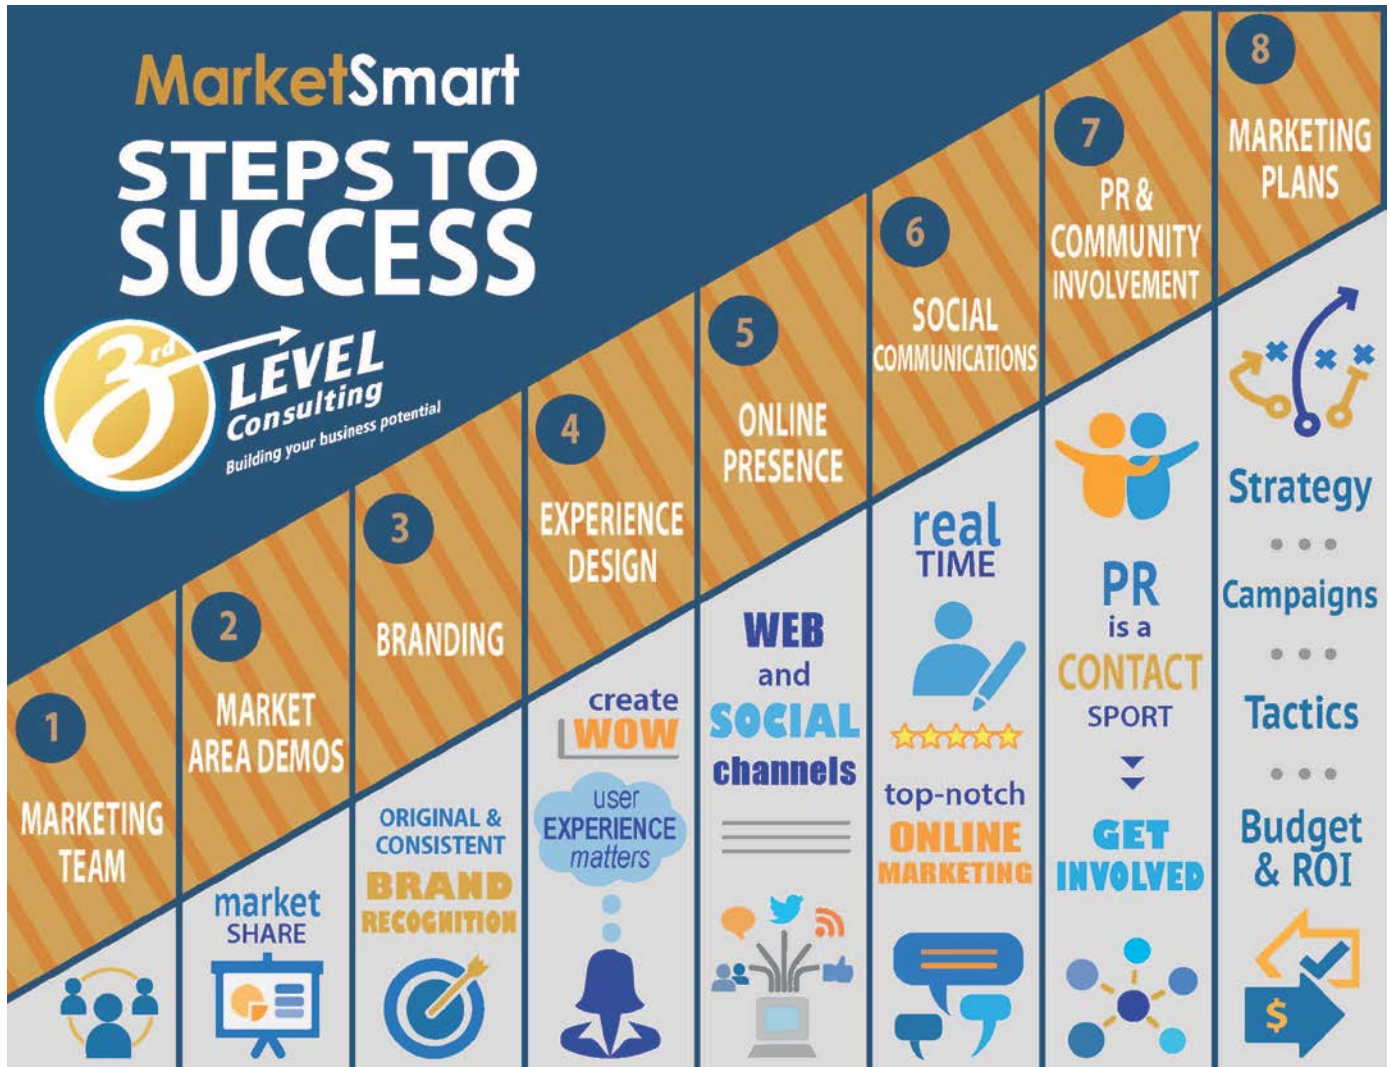 MarketSmart
STEPS TO
SUCCESS
3rd
LEVEL
Consulting
Building your business potential
1
MARKETING
TEAM
2
MARKET
AREA DEMOS
market
SHARE
3
BRANDING
ORIGINAL &
CONSISTENT
BRAND
RECOGNITION
4
EXPERIENCE
DESIGN
create
WOW
user
EXPERIENCE
matters
5
ONLINE
PRESENCE
WEB
and
SOCIAL
channels
6
SOCIAL
COMMUNICATIONS
real
TIME
top-notch
ONLINE
MARKETING
7
PR &
COMMUNITY
INVOLVEMENT
PR
is a
CONTACT
SPORT
GET
INVOLVED
8
MARKETING
PLANS
Strategy
Campaigns
Tactics
Budget
& ROI
$